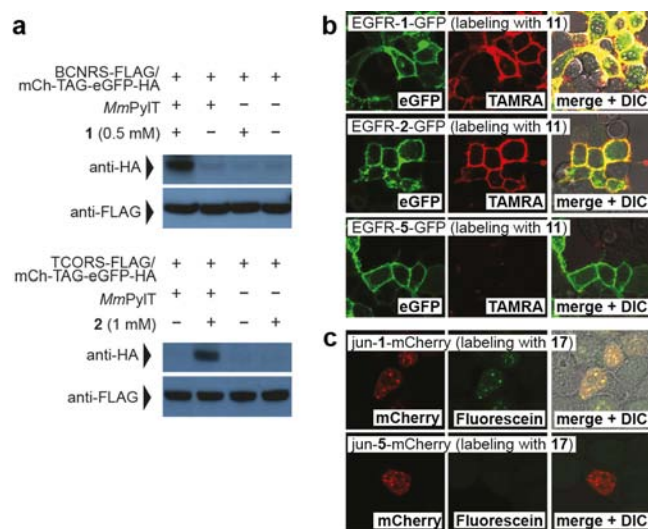 a
BCNRS-FLAG/
mCh-TAG-eGFP-HA
+ + + +
MmPylT
+ + − −
1 (0.5 mM)
+ − + −
anti-HA
anti-FLAG
TCORS-FLAG/
mCh-TAG-eGFP-HA
+ + + +
MmPylT
+ + − −
2 (1 mM)
− + − +
anti-HA
anti-FLAG
b
EGFR-1-GFP (labeling with 11)
eGFP TAMRA merge + DIC
EGFR-2-GFP (labeling with 11)
eGFP TAMRA merge + DIC
EGFR-5-GFP (labeling with 11)
eGFP TAMRA merge + DIC
c
jun-1-mCherry (labeling with 17)
mCherry Fluorescein merge + DIC
jun-5-mCherry (labeling with 17)
mCherry Fluorescein merge + DIC